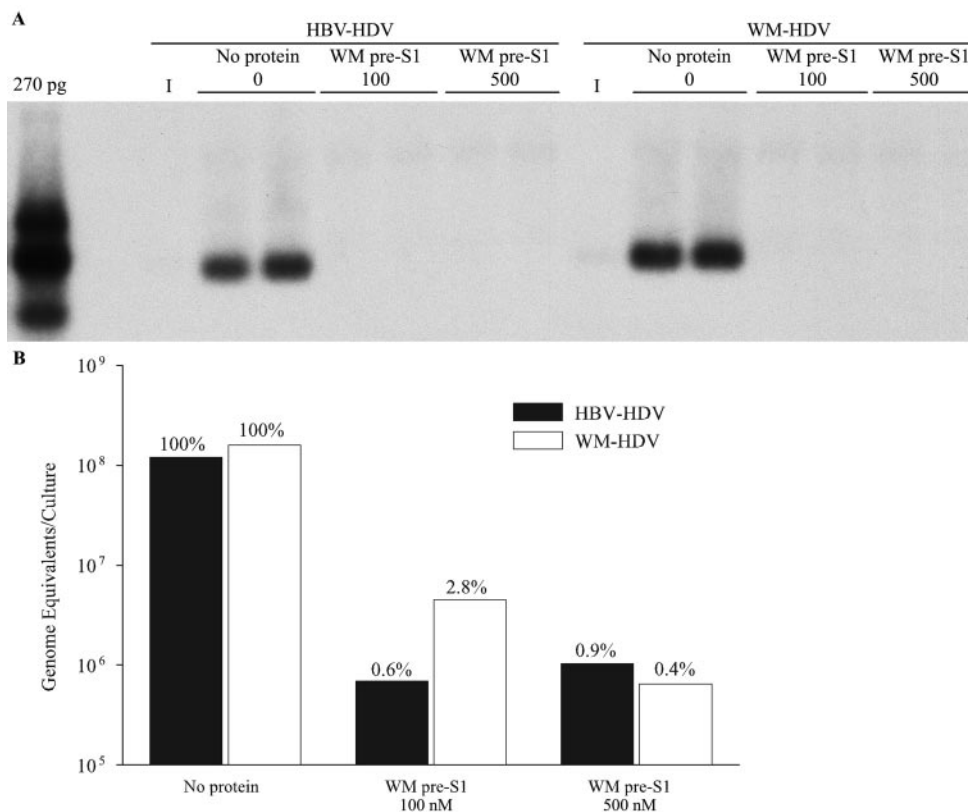 A
HBV-HDV WM-HDV
No protein WM pre-S1 WM pre-S1 No protein WM pre-S1 WM pre-S1
270 pg I 0 100 500 I 0 100 500
B
10⁹
10⁸
10⁷
10⁶
10⁵
Genome Equivalents/Culture
HBV-HDV
WM-HDV
100% 100%
2.8%
0.6%
0.9%
0.4%
No protein WM pre-S1 WM pre-S1
100 nM 500 nM